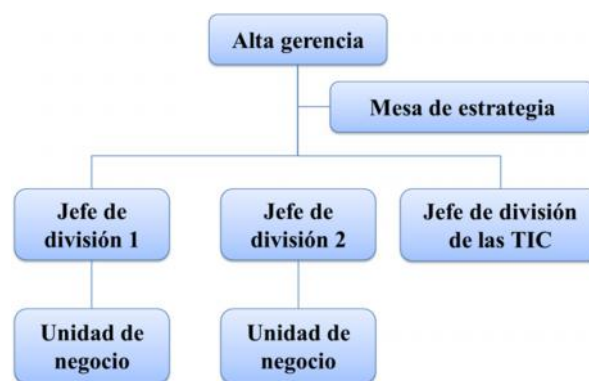 Alta gerencia
Mesa de estrategia
Jefe de
división 1
Jefe de
división 2
Jefe de división
de las TIC
Unidad de
negocio
Unidad de
negocio